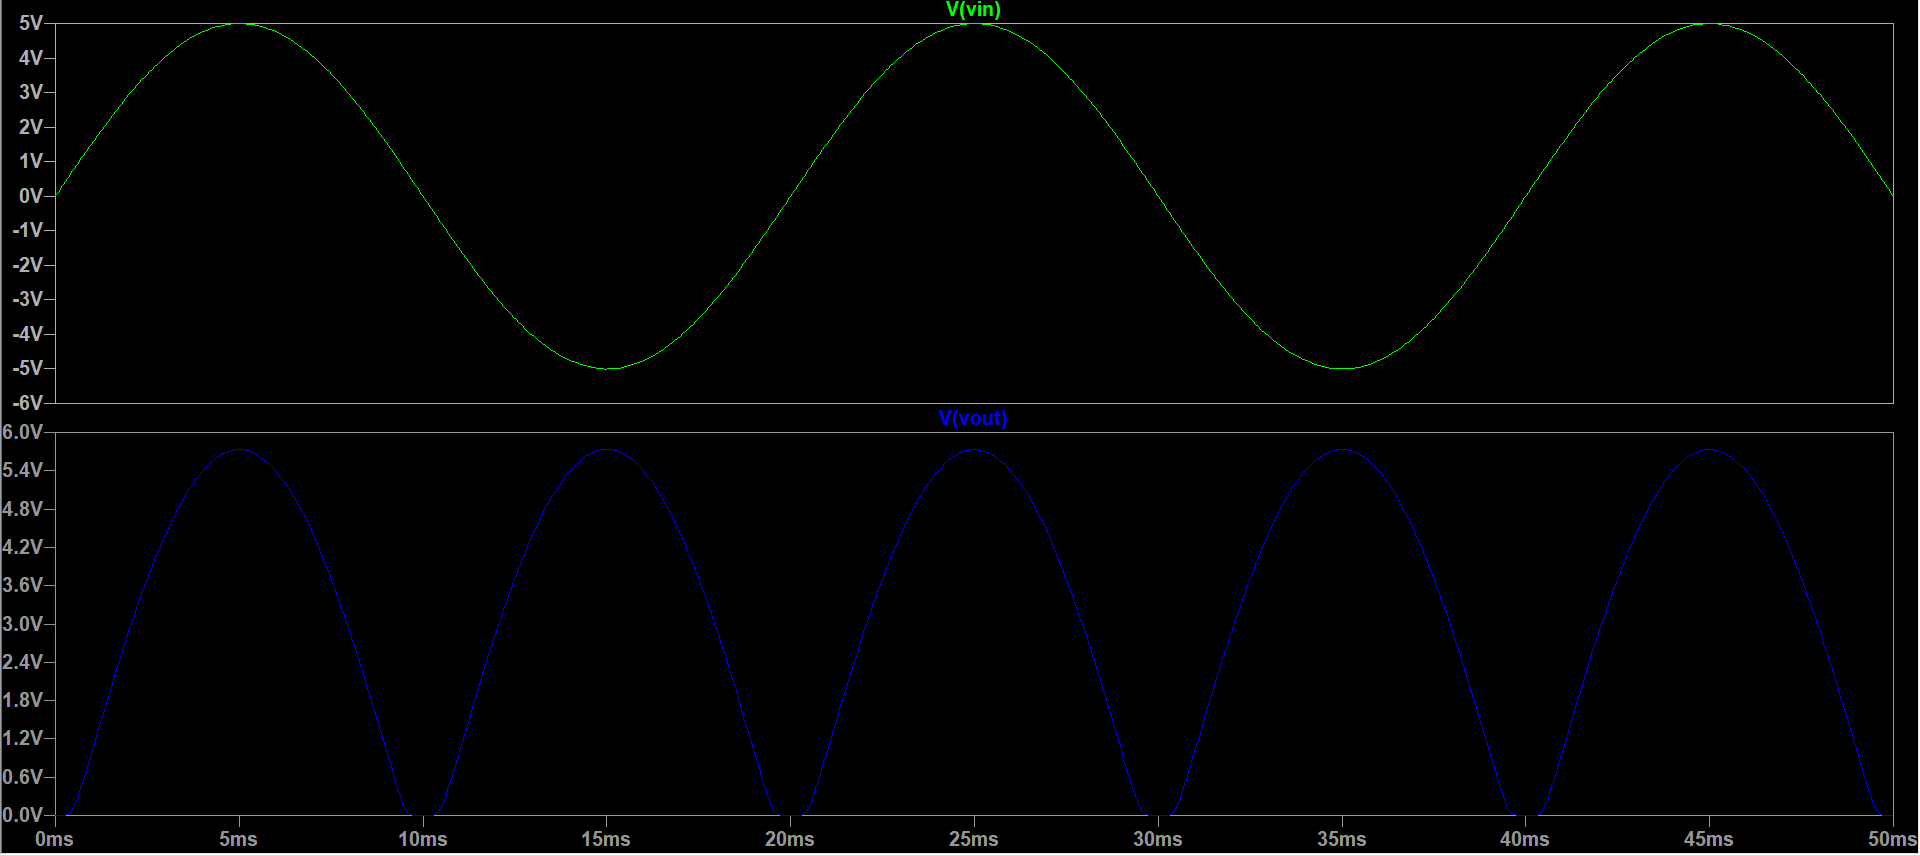 V(vin)
5V
4V
3V
2V
1V
0V
-1V
-2V
-3V
-4V
-5V
-6V
V(vout)
6.0V
5.4V
4.8V
4.2V
3.6V
3.0V
2.4V
1.8V
1.2V
0.6V
0.0V
0ms 5ms 10ms 15ms 20ms 25ms 30ms 35ms 40ms 45ms 50ms